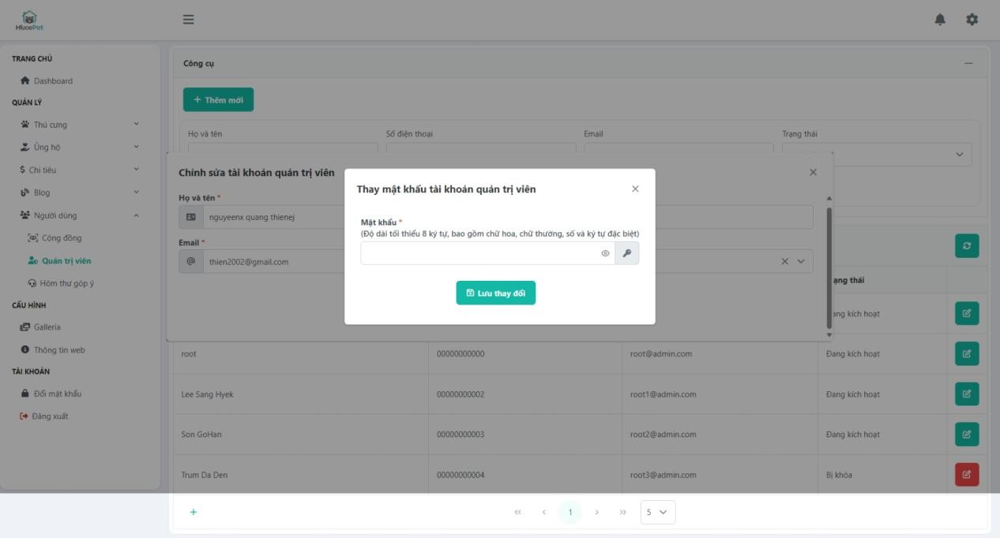 HucePet
TRANG CHỦ
Dashboard
QUẢN LÝ
Thú cưng
Ủng hộ
Chi tiêu
Blog
Người dùng
Cộng đồng
Quản trị viên
Hòm thư góp ý
CẤU HÌNH
Galleria
Thông tin web
TÀI KHOẢN
Đổi mật khẩu
Đăng xuất
Công cụ
+ Thêm mới
Họ và tên Số điện thoại Email Trạng thái
Chỉnh sửa tài khoản quản trị viên
Họ và tên *
nguyeenx quang thienej
Email *
@ thien2002@gmail.com
Thay mật khẩu tài khoản quản trị viên
Mật khẩu *
(Độ dài tối thiểu 8 ký tự, bao gồm chữ hoa, chữ thường, số và ký tự đặc biệt)
Lưu thay đổi
ạng thái
ang kích hoạt
root 00000000000 root@admin.com Đang kích hoạt
Lee Sang Hyek 00000000002 root1@admin.com Đang kích hoạt
Son GoHan 00000000003 root2@admin.com Đang kích hoạt
Trum Da Den 00000000004 root3@admin.com Bị khóa
+ « ‹ 1 › » 5